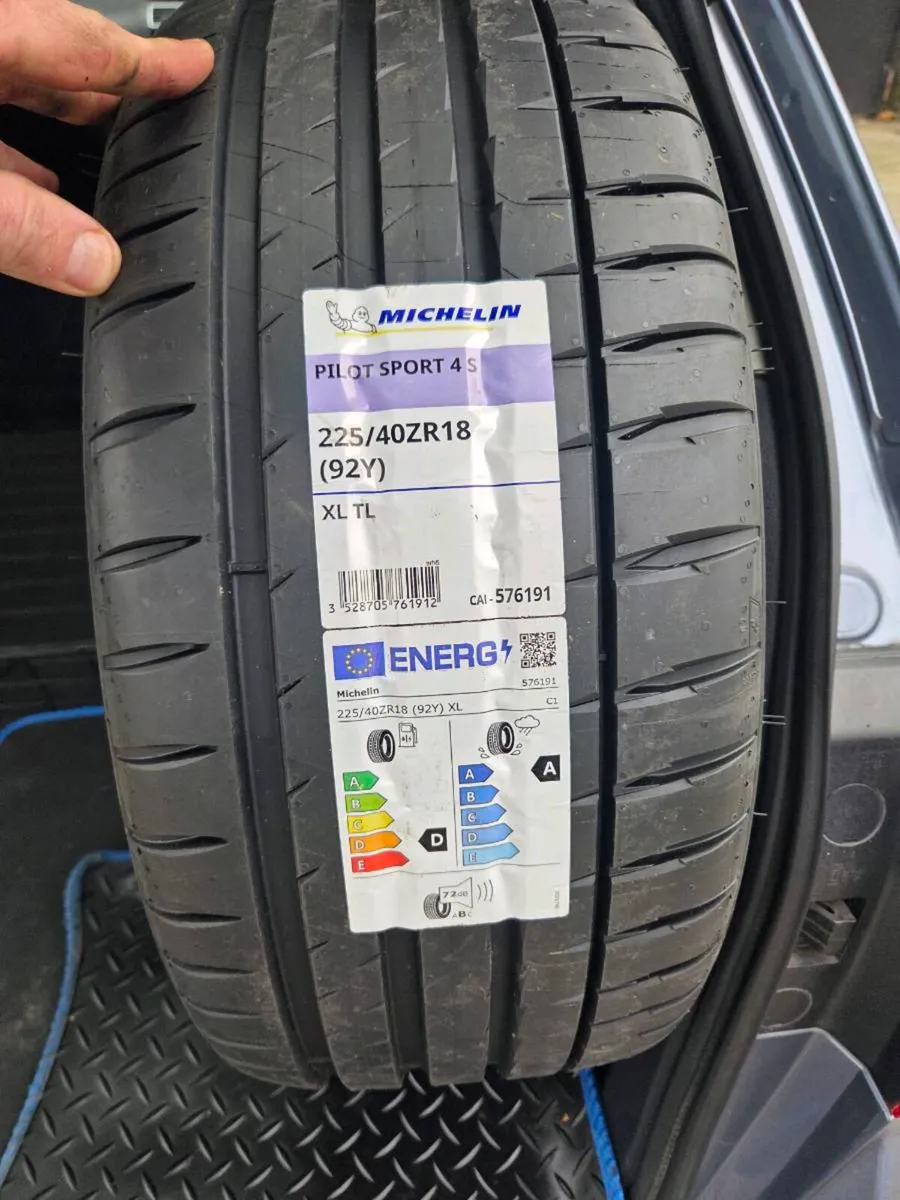 MICHELIN
PILOT SPORT 4 S
225/40ZR18
(92Y)
XL TL
3 528705 761912
CAI - 576191
ENERG
Michelin 576191
225/40ZR18 (92Y) XL C1
A
B
C
D
E
D
A
B
C
D
E
A
72dB
ABC